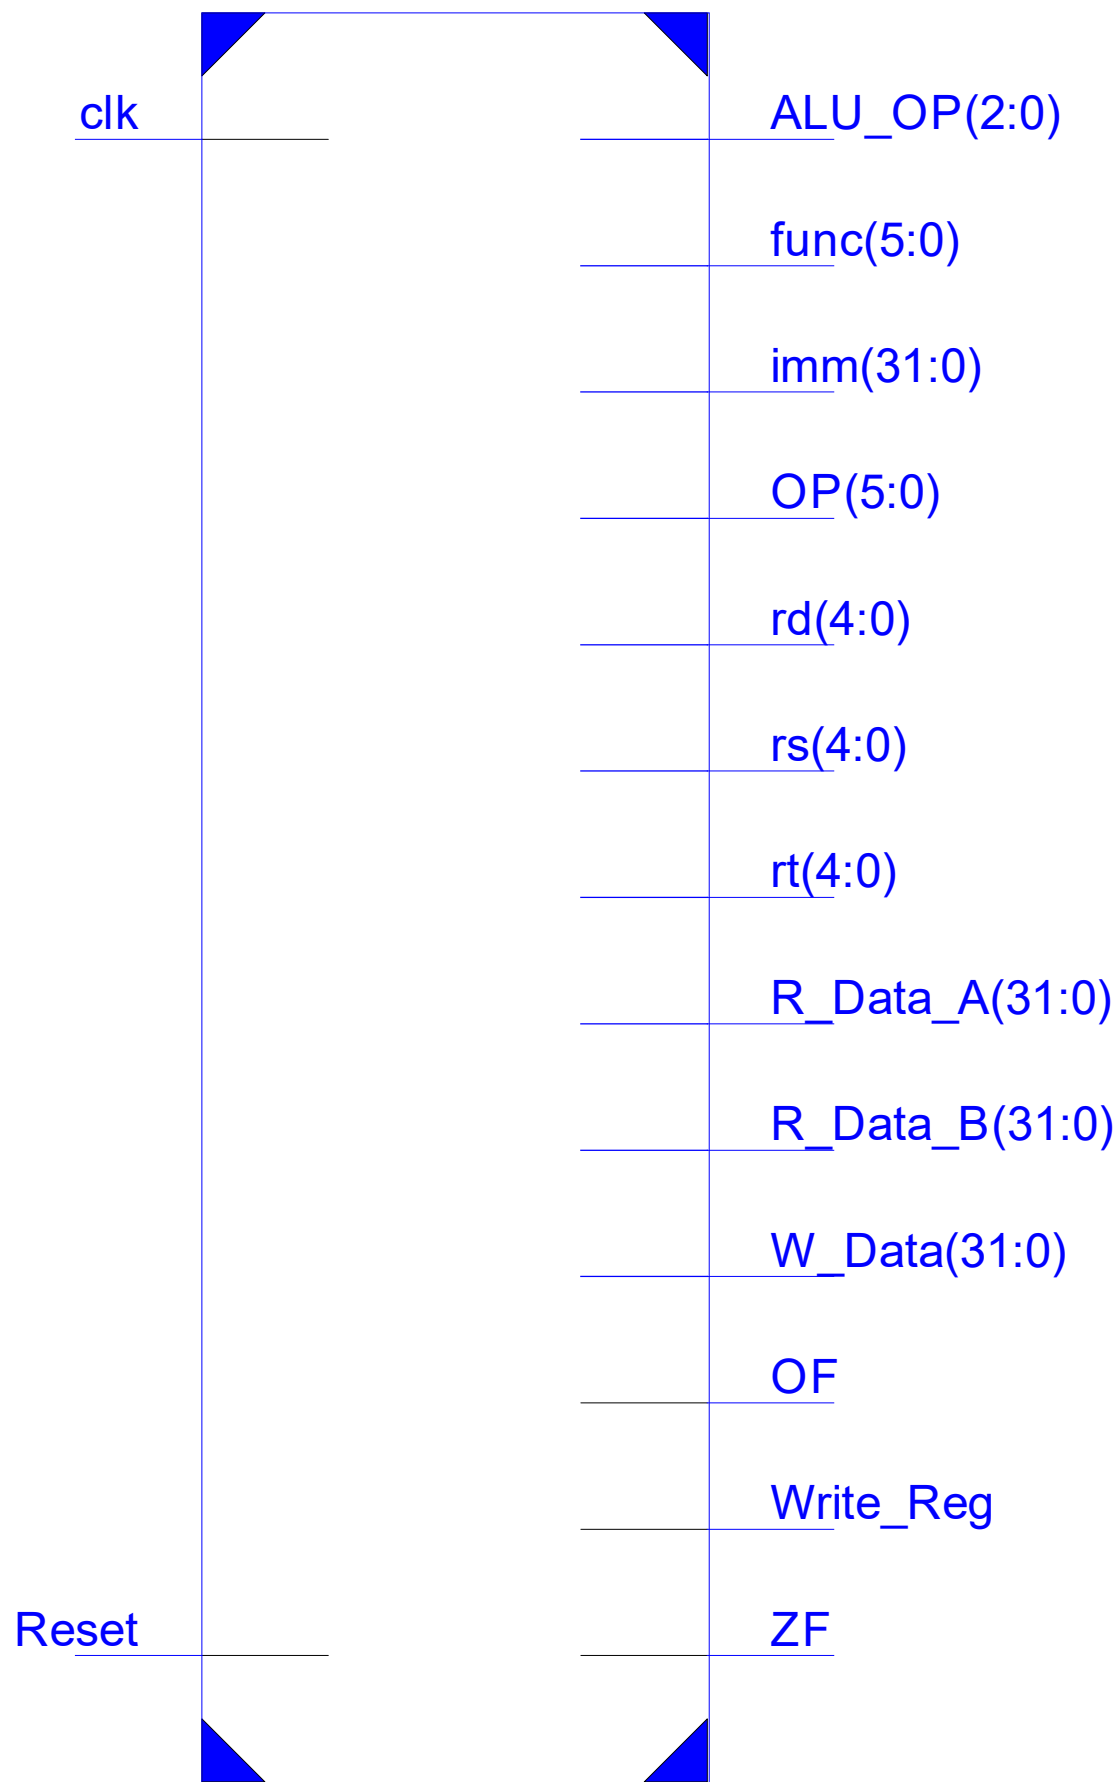 clk
ALU_OP(2:0)
func(5:0)
imm(31:0)
OP(5:0)
rd(4:0)
rs(4:0)
rt(4:0)
R_Data_A(31:0)
R_Data_B(31:0)
W_Data(31:0)
OF
Write_Reg
Reset
ZF